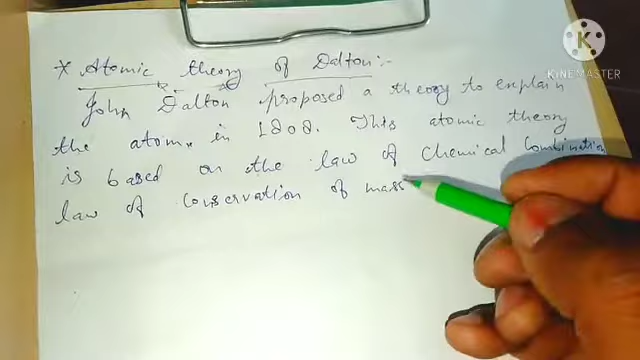 * Atomic theory of Dalton:-
John Dalton proposed a theory to explain
the atom, in 1808. This atomic theory
is based on the law of Chemical Combination
law of conservation of mass
KINEMASTER